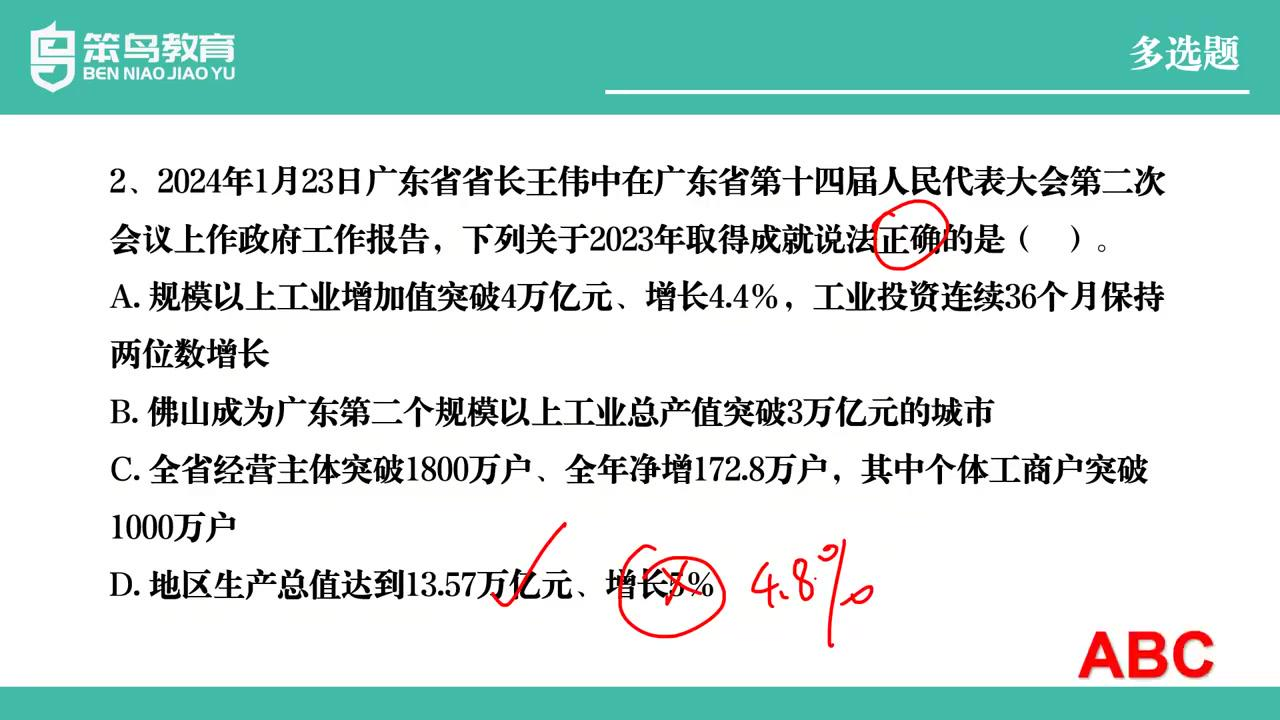 笨鸟教育
BEN NIAO JIAO YU
多选题
2、2024年1月23日广东省省长王伟中在广东省第十四届人民代表大会第二次
会议上作政府工作报告，下列关于2023年取得成就说法正确的是（　）。
A. 规模以上工业增加值突破4万亿元、增长4.4%，工业投资连续36个月保持
两位数增长
B. 佛山成为广东第二个规模以上工业总产值突破3万亿元的城市
C. 全省经营主体突破1800万户、全年净增172.8万户，其中个体工商户突破
1000万户
D. 地区生产总值达到13.57万亿元、增长5% 4.8%
ABC